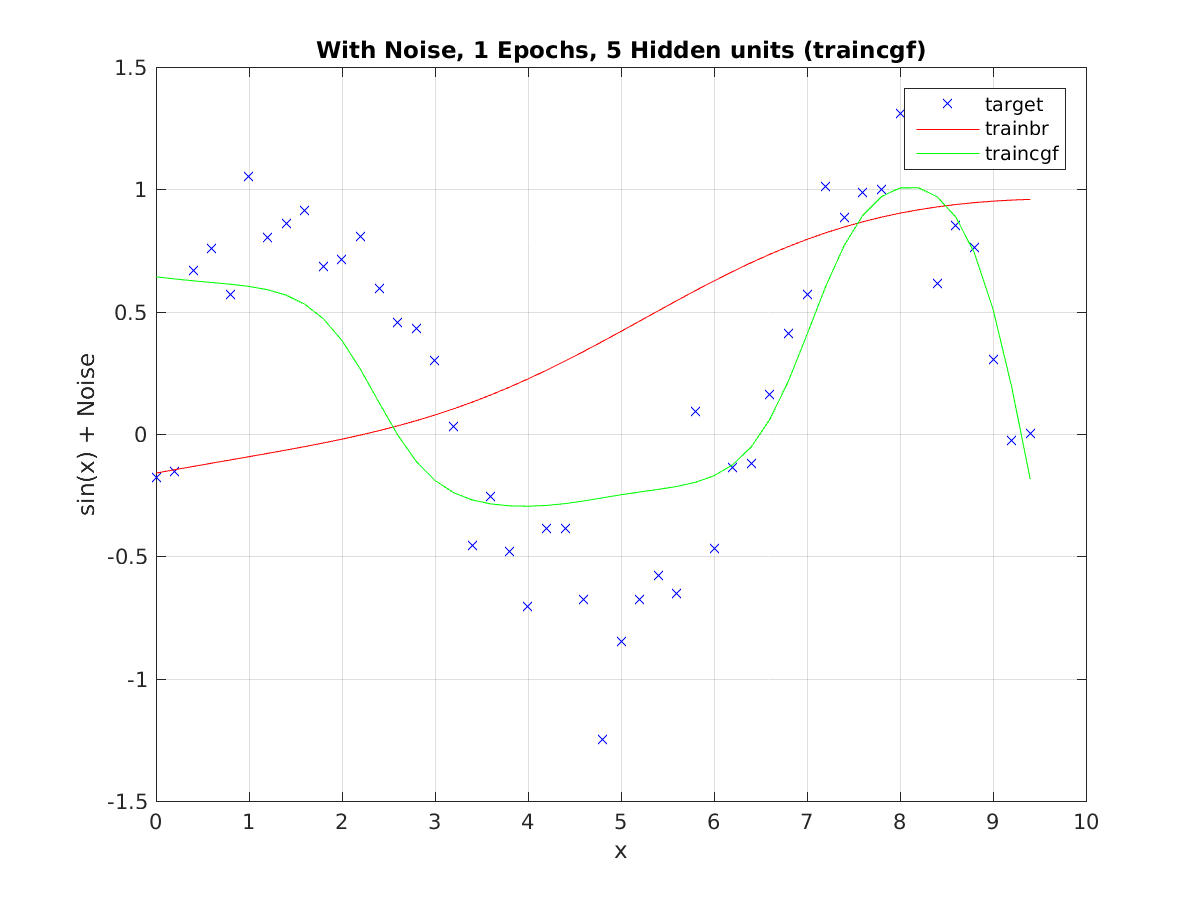 With Noise, 1 Epochs, 5 Hidden units (traincgf)
1.5
1
0.5
0
-0.5
-1
-1.5
sin(x) + Noise
target
trainbr
traincgf
0 1 2 3 4 5 6 7 8 9 10
x